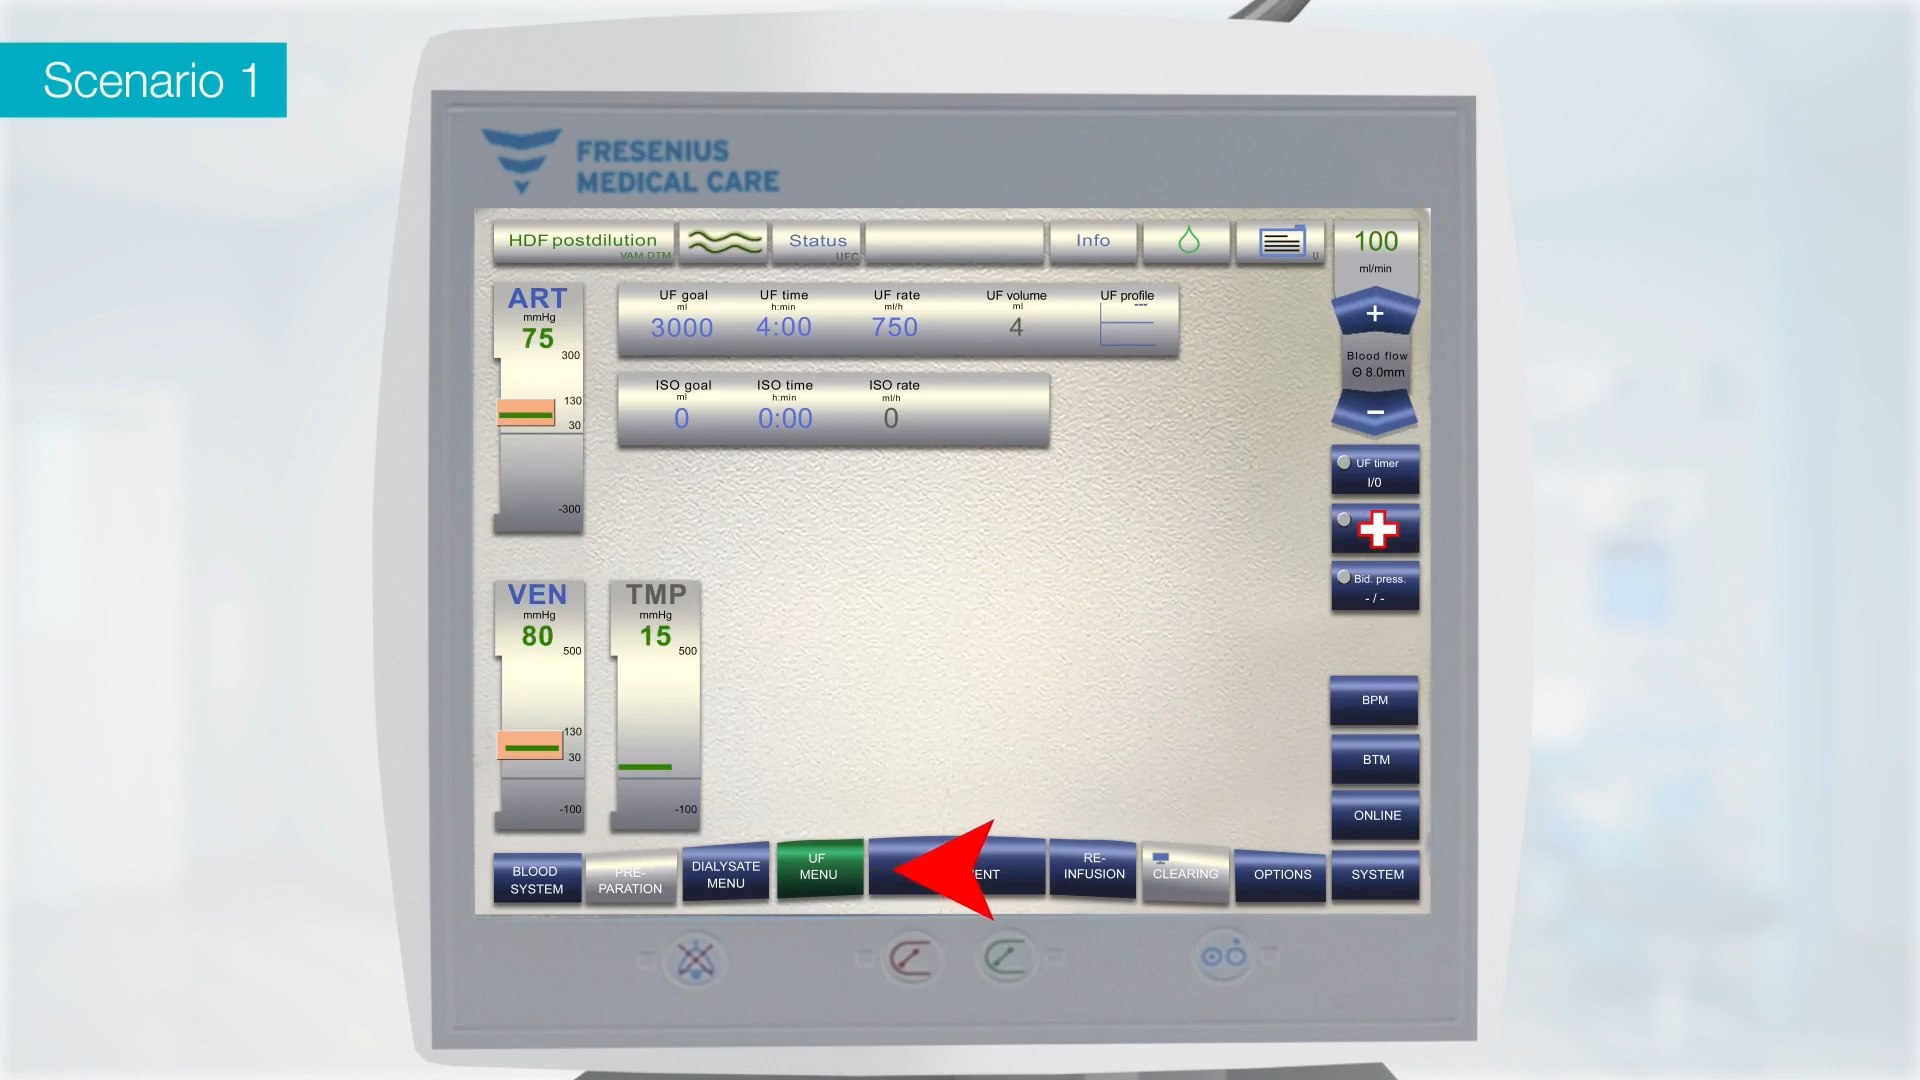 Scenario 1
FRESENIUS
MEDICAL CARE
HDF postdilution
VAM DTM
Status
UFC
Info
U
100
ml/min
+
Blood flow
8.0mm
−
ART
mmHg
75
300
130
30
-300
UF goal
ml
3000
UF time
h:min
4:00
UF rate
ml/h
750
UF volume
ml
4
UF profile
---
ISO goal
ml
0
ISO time
h:min
0:00
ISO rate
ml/h
0
UF timer
I/0
Bid. press.
- / -
VEN
mmHg
80
500
130
30
-100
TMP
mmHg
15
500
-100
BPM
BTM
ONLINE
BLOOD
SYSTEM
PRE-
PARATION
DIALYSATE
MENU
UF
MENU
ENT
RE-
INFUSION
CLEARING
OPTIONS
SYSTEM